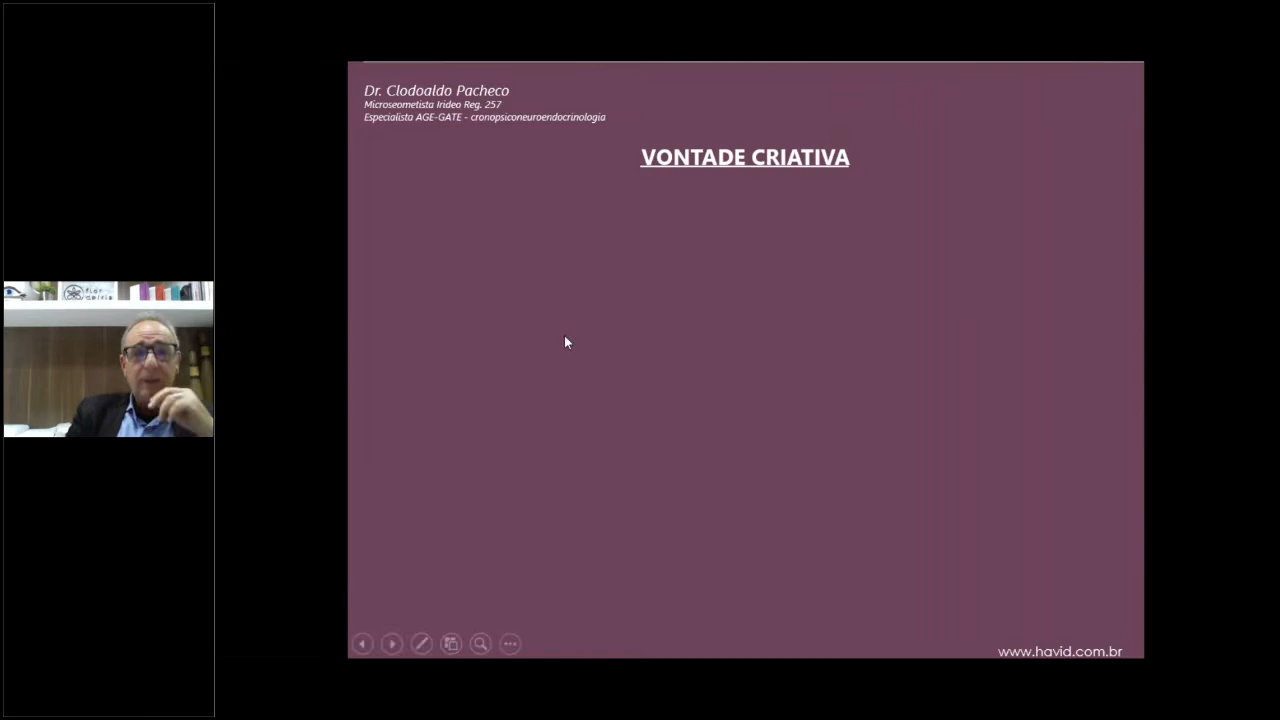 Dr. Clodoaldo Pacheco
Microseometista Irideo Reg. 257
Especialista AGE-GATE - cronopsiconeuroendocrinologia
VONTADE CRIATIVA
www.havid.com.br